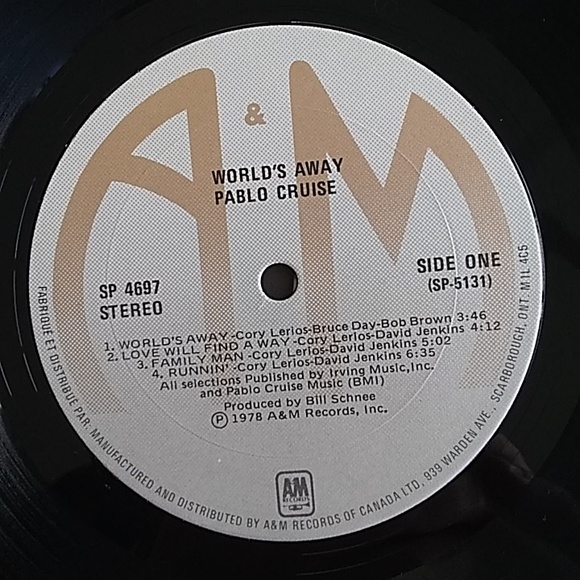 A&M
WORLD'S AWAY
PABLO CRUISE
SP 4697
STEREO
SIDE ONE
(SP-5131)
1. WORLD'S AWAY -Cory Lerios-Bruce Day-Bob Brown 3:46
2. LOVE WILL FIND A WAY -Cory Lerios-David Jenkins 4:12
3. FAMILY MAN -Cory Lerios-David Jenkins 5:02
4. RUNNIN' -Cory Lerios-David Jenkins 6:35
All selections Published by Irving Music, Inc.
and Pablo Cruise Music (BMI)
Produced by Bill Schnee
Ⓟ 1978 A&M Records, Inc.
AM
RECORDS
FABRIQUÉ ET DISTRIBUE PAR: MANUFACTURED AND DISTRIBUTED BY A&M RECORDS OF CANADA LTD, 939 WARDEN AVE., SCARBOROUGH, ONT. M1L 4C5